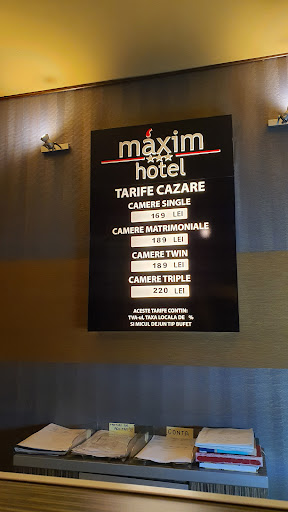 maxim
hotel
TARIFE CAZARE
CAMERE SINGLE
169 LEI
CAMERE MATRIMONIALE
189 LEI
CAMERE TWIN
189 LEI
CAMERE TRIPLE
220 LEI
ACESTE TARIFE CONTIN:
TVA-ul, TAXA LOCALA DE %
SI MICUL DEJUN TIP BUFET